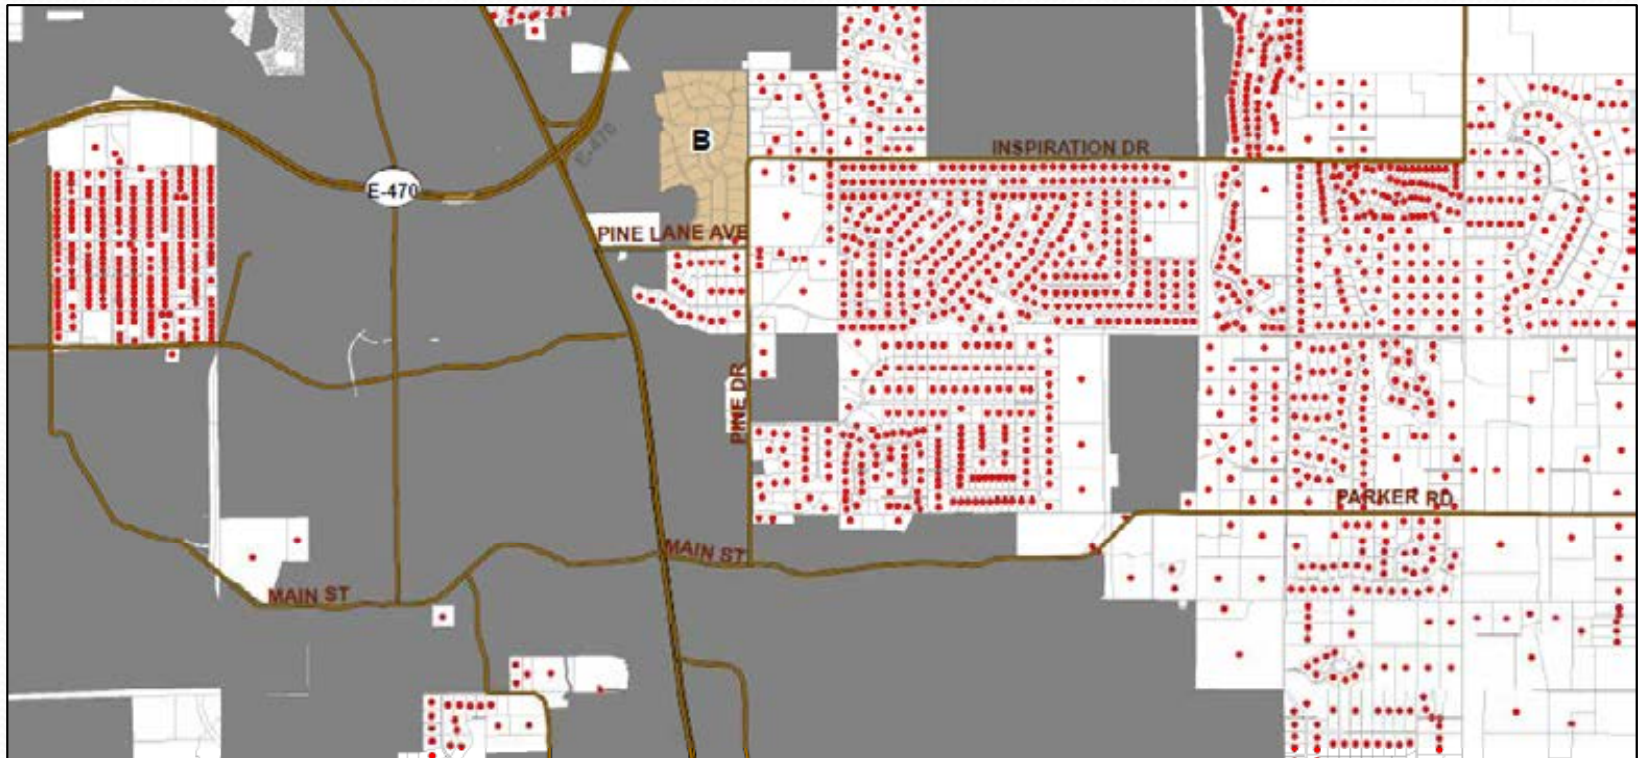 B
INSPIRATION DR
E-470
E-470
PINE LANE AVE
PINE DR
PARKER RD
MAIN ST
MAIN ST